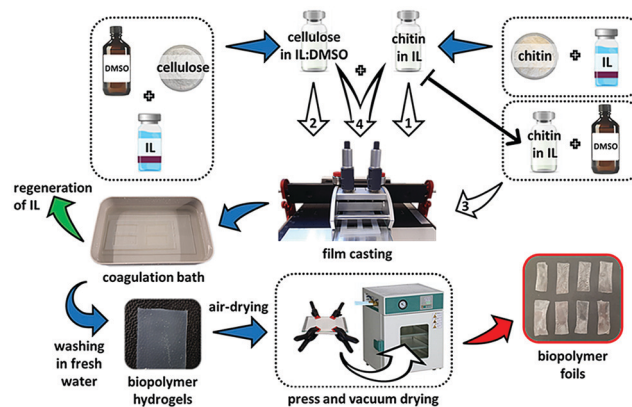 cellulose
in IL:DMSO
chitin
in IL
DMSO
cellulose
IL
chitin
IL
chitin
in IL
DMSO
2
4
1
3
regeneration
of IL
coagulation bath
film casting
washing
in fresh
water
biopolymer
hydrogels
air-drying
press and vacuum drying
biopolymer
foils